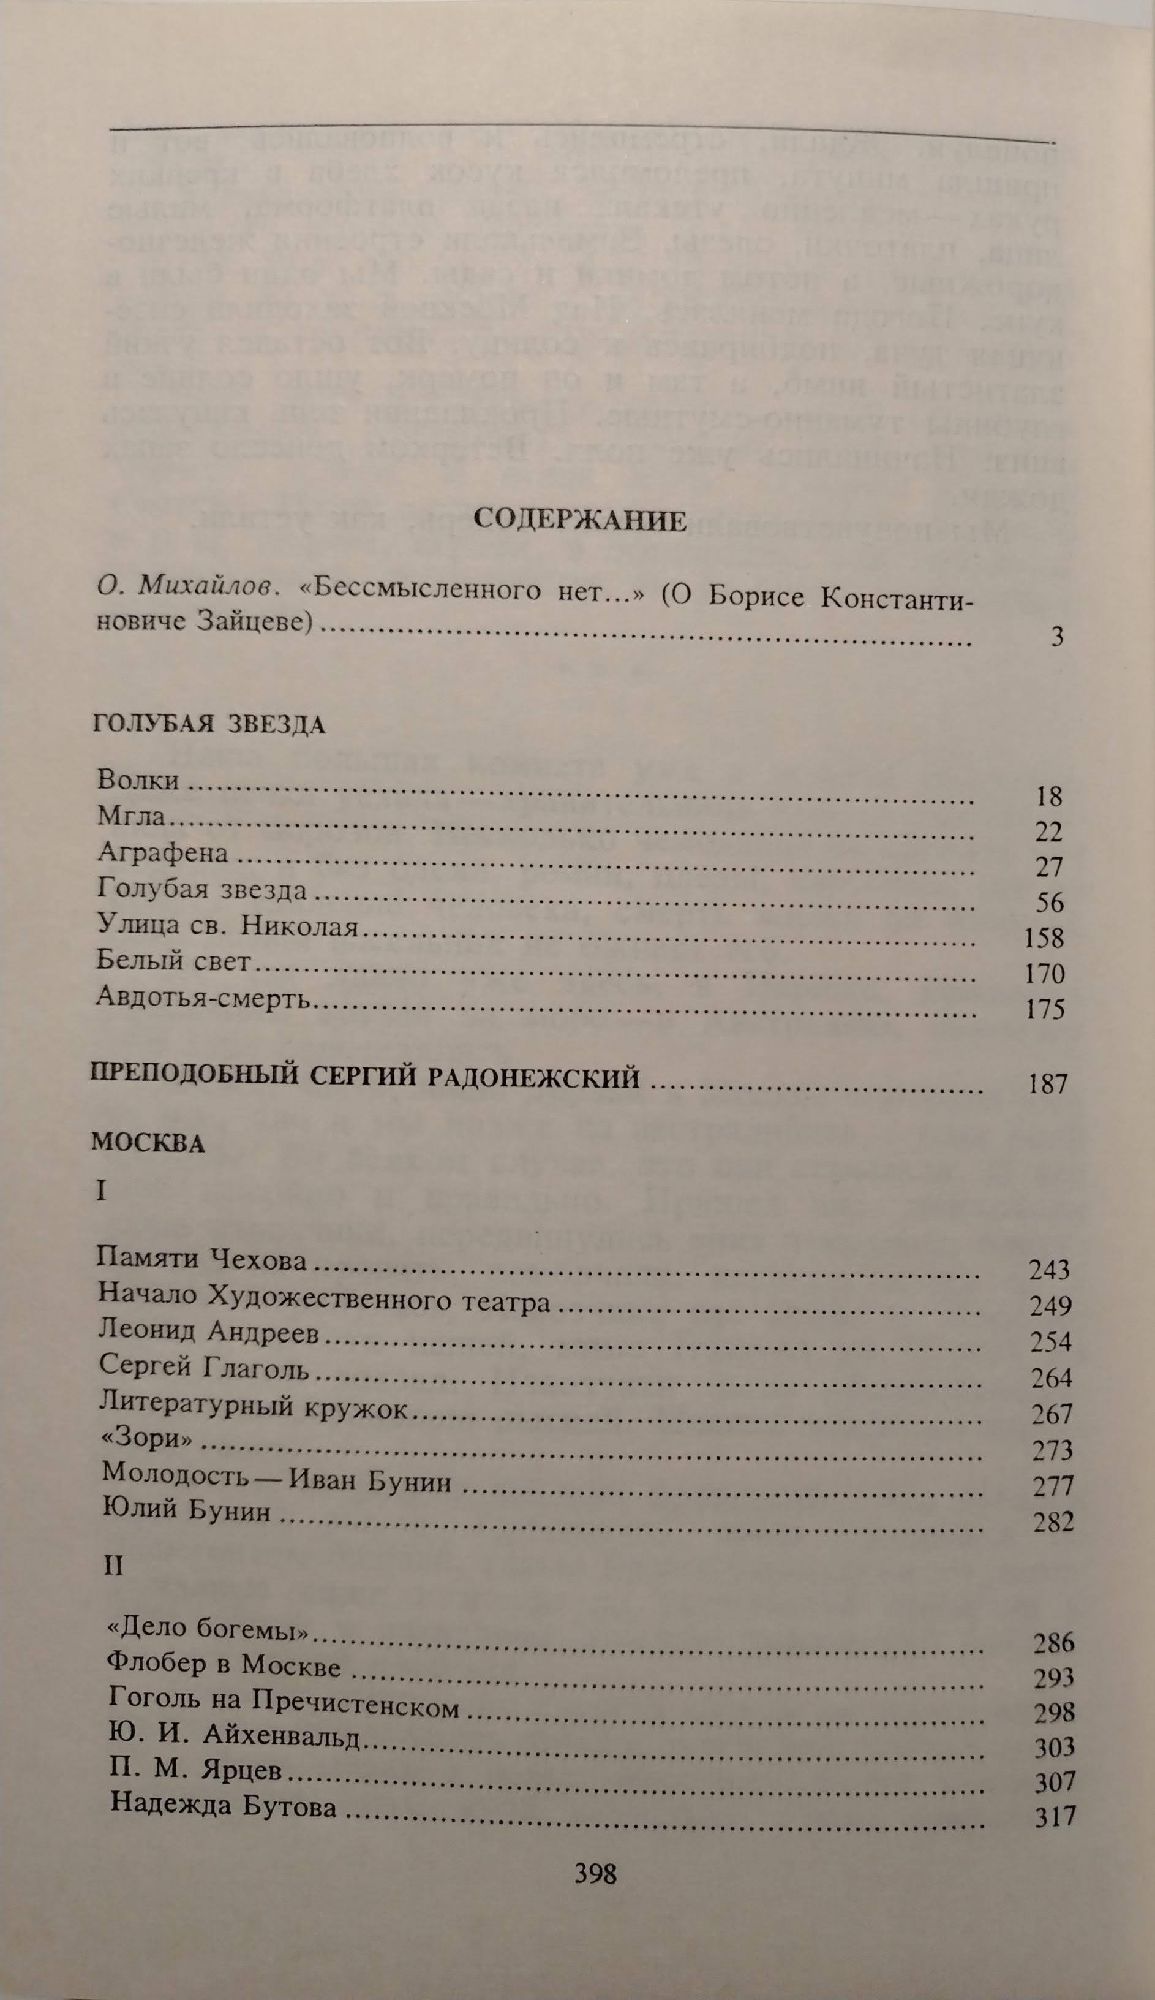 СОДЕРЖАНИЕ
О. Михайлов. «Бессмысленного нет...» (О Борисе Константи-
новиче Зайцеве) 3
ГОЛУБАЯ ЗВЕЗДА
Волки 18
Мгла 22
Аграфена 27
Голубая звезда 56
Улица св. Николая 158
Белый свет 170
Авдотья-смерть 175
ПРЕПОДОБНЫЙ СЕРГИЙ РАДОНЕЖСКИЙ 187
МОСКВА
I
Памяти Чехова 243
Начало Художественного театра 249
Леонид Андреев 254
Сергей Глаголь 264
Литературный кружок 267
«Зори» 273
Молодость — Иван Бунин 277
Юлий Бунин 282
II
«Дело богемы» 286
Флобер в Москве 293
Гоголь на Пречистенском 298
Ю. И. Айхенвальд 303
П. М. Ярцев 307
Надежда Бутова 317
398